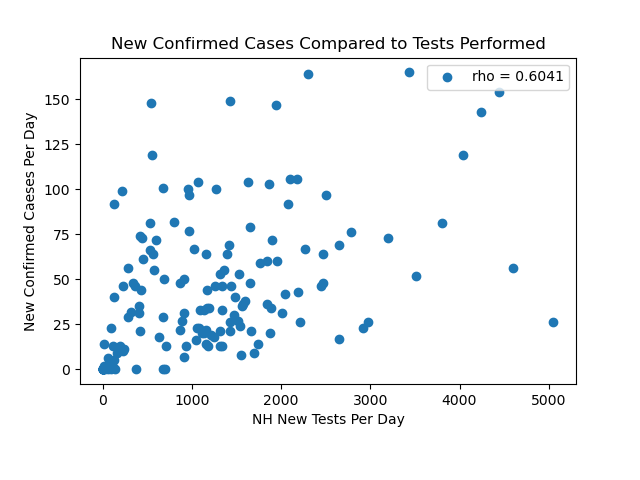 New Confirmed Cases Compared to Tests Performed
rho = 0.6041
New Confirmed Caeses Per Day
150
125
100
75
50
25
0
0 1000 2000 3000 4000 5000
NH New Tests Per Day